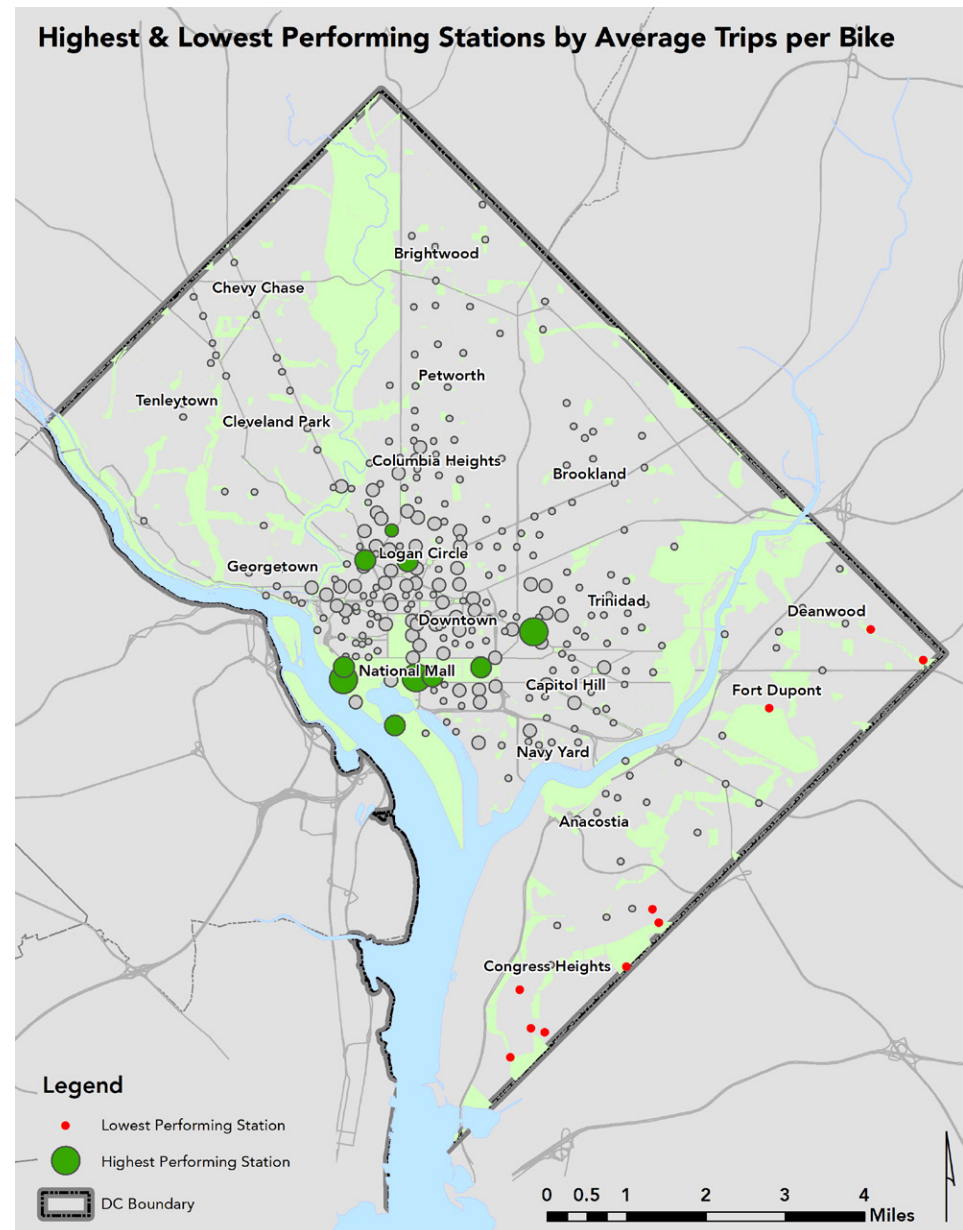 Highest & Lowest Performing Stations by Average Trips per Bike
Brightwood
Chevy Chase
Petworth
Tenleytown
Cleveland Park
Columbia Heights
Brookland
Logan Circle
Georgetown
Trinidad
Deanwood
Downtown
National Mall
Capitol Hill
Fort Dupont
Navy Yard
Anacostia
Congress Heights
Legend
Lowest Performing Station
Highest Performing Station
DC Boundary
0 0.5 1 2 3 4
Miles